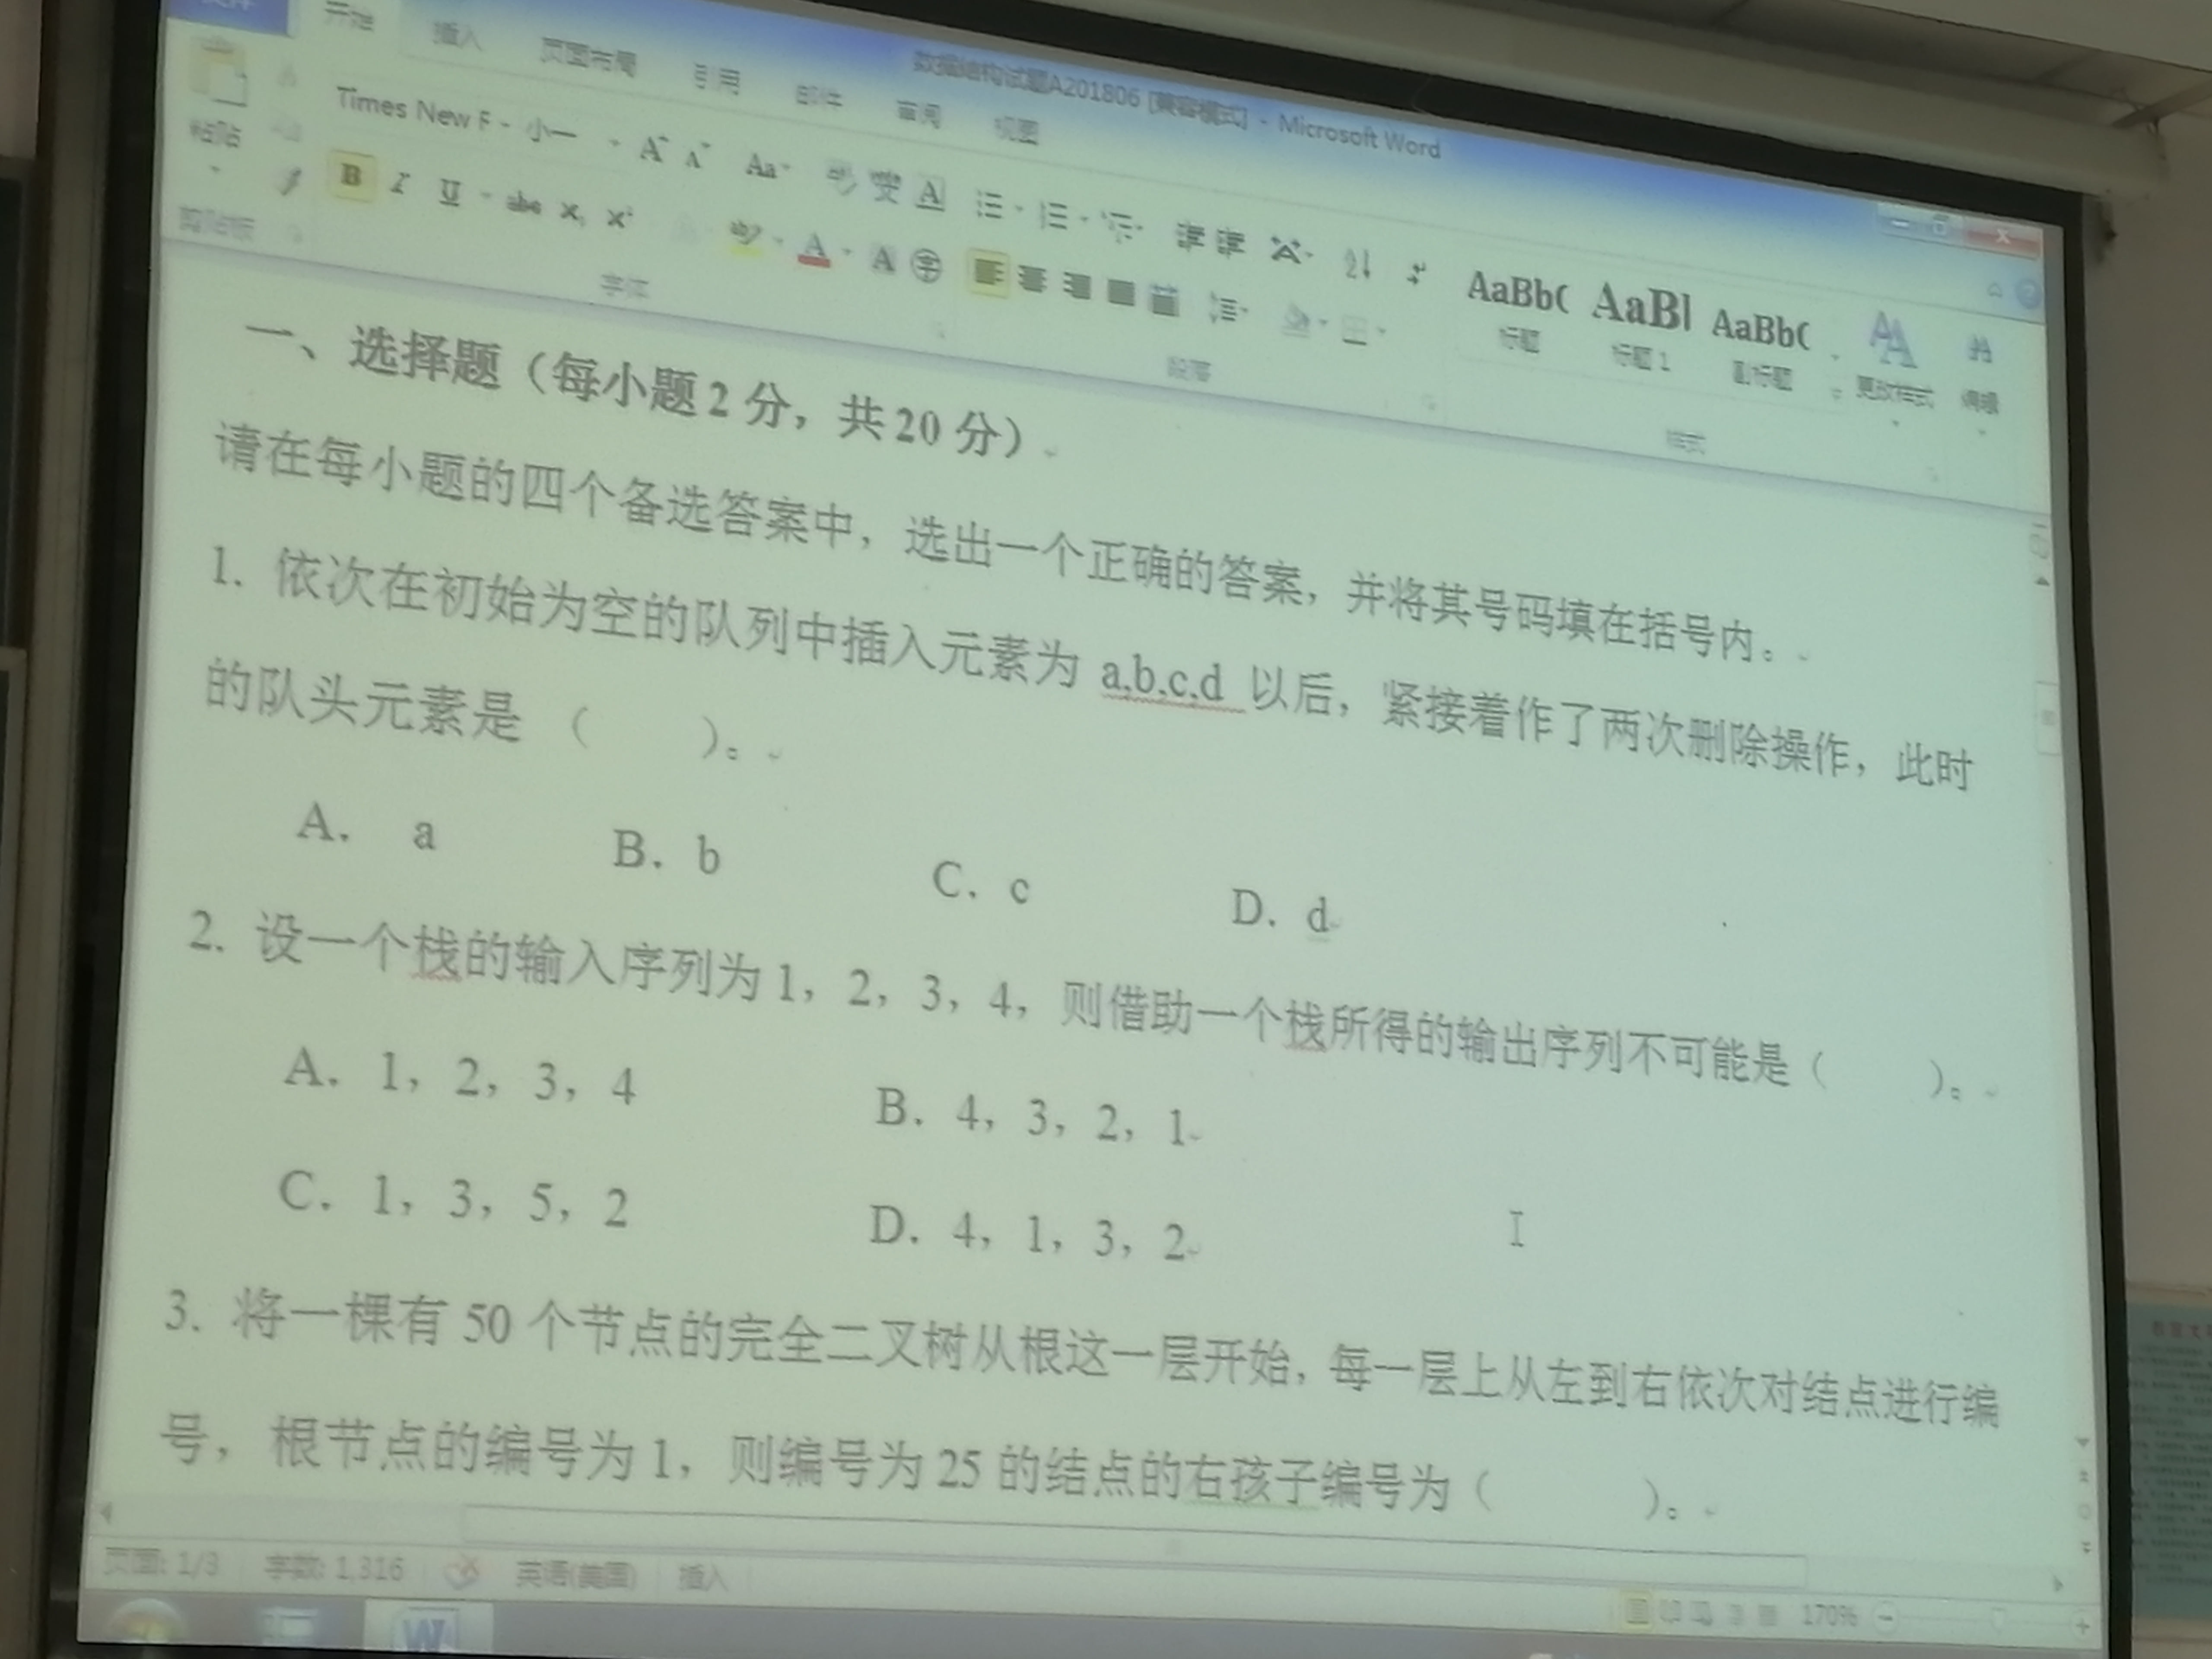 文件 开始 插入 页面布局 引用 邮件 审阅 视图
数据结构试题A201806 [兼容模式] - Microsoft Word
粘贴
剪贴板
Times New F 小一
A A Aa A
B I U abc X, X² A A 字
字体
段落
AaBb( AaBl AaBb(
标题 标题 1 副标题 更改样式 编辑
样式
一、选择题（每小题 2 分，共 20 分）
请在每小题的四个备选答案中，选出一个正确的答案，并将其号码填在括号内。
1. 依次在初始为空的队列中插入元素为 a,b,c,d 以后，紧接着作了两次删除操作，此时
的队头元素是（ ）。
A. a B. b C. c D. d
2. 设一个栈的输入序列为 1，2，3，4，则借助一个栈所得的输出序列不可能是（ ）。
A. 1，2，3，4 B. 4，3，2，1
C. 1，3，5，2 D. 4，1，3，2
3. 将一棵有 50 个节点的完全二叉树从根这一层开始，每一层上从左到右依次对结点进行编
号，根节点的编号为 1，则编号为 25 的结点的右孩子编号为（ ）。
页面: 1/3 字数: 1,316 英语(美国) 插入
170%